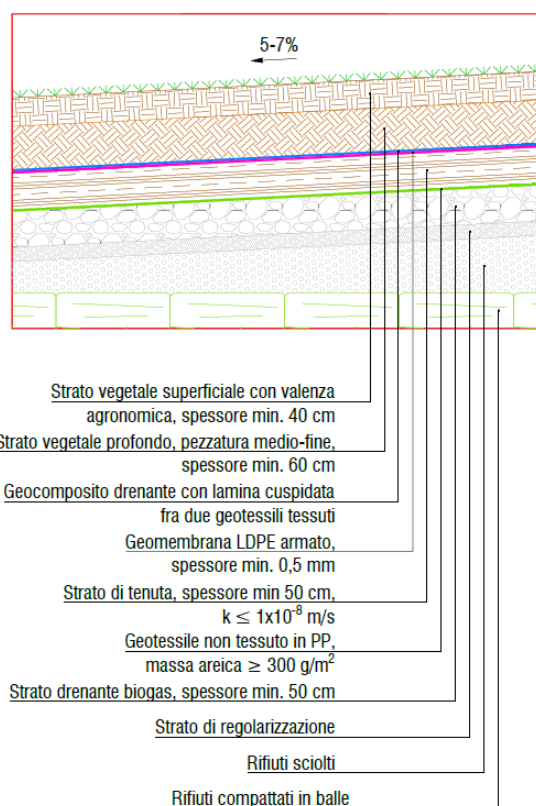 5-7%
Strato vegetale superficiale con valenza
agronomica, spessore min. 40 cm
Strato vegetale profondo, pezzatura medio-fine,
spessore min. 60 cm
Geocomposito drenante con lamina cuspidata
fra due geotessili tessuti
Geomembrana LDPE armato,
spessore min. 0,5 mm
Strato di tenuta, spessore min 50 cm,
k ≤ 1x10⁻⁸ m/s
Geotessile non tessuto in PP,
massa areica ≥ 300 g/m²
Strato drenante biogas, spessore min. 50 cm
Strato di regolarizzazione
Rifiuti sciolti
Rifiuti compattati in balle